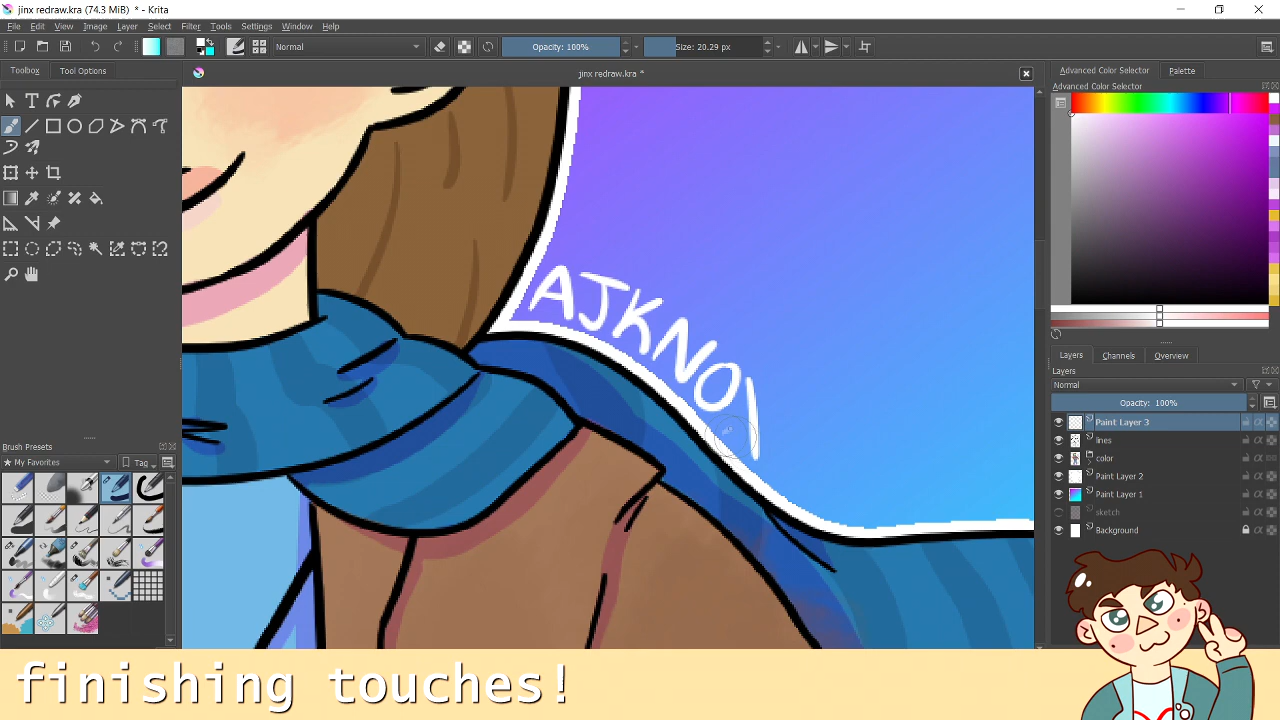 jinx redraw.kra (74.3 MiB) * - Krita
File Edit View Image Layer Select Filter Tools Settings Window Help
Normal Opacity: 100% Size: 20.29 px
Toolbox Tool Options
jinx redraw.kra *
Advanced Color Selector Palette
Advanced Color Selector
AJKNO
Layers Channels Overview
Layers
Normal
Opacity: 100%
Paint Layer 3
lines
color
Paint Layer 2
Paint Layer 1
sketch
Background
Brush Presets
My Favorites Tag
finishing touches!